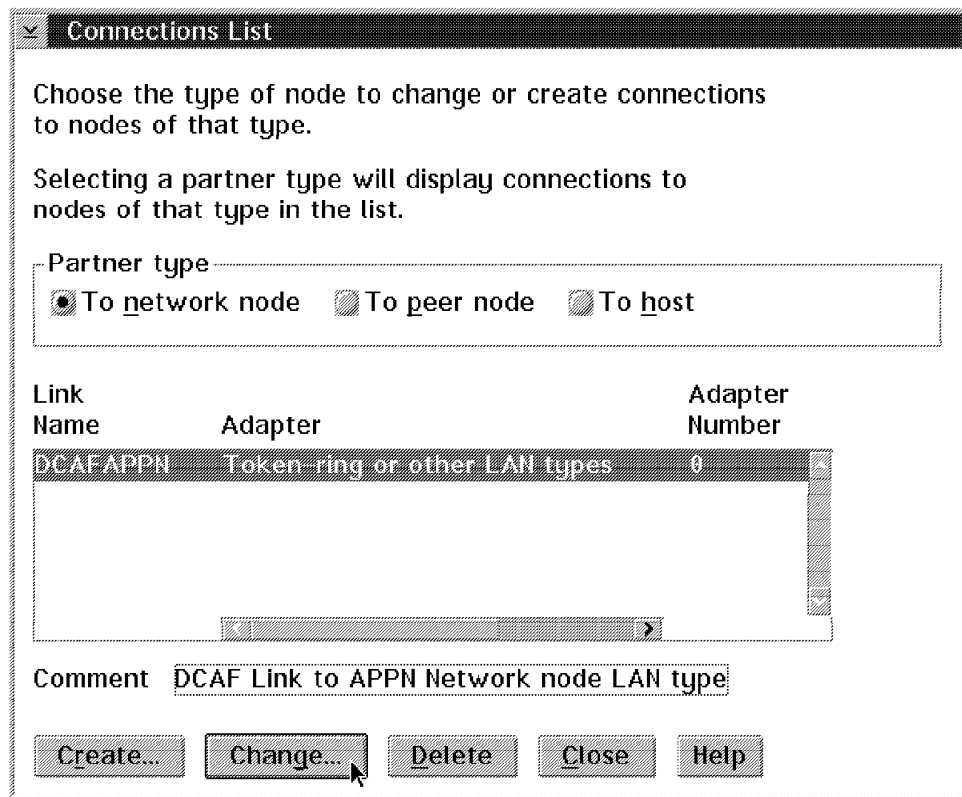 Connections List
Choose the type of node to change or create connections
to nodes of that type.
Selecting a partner type will display connections to
nodes of that type in the list.
Partner type
To network node To peer node To host
Link Adapter
Name Adapter Number
DCAFAPPN Token-ring or other LAN types 0
Comment DCAF Link to APPN Network node LAN type
Create... Change... Delete Close Help